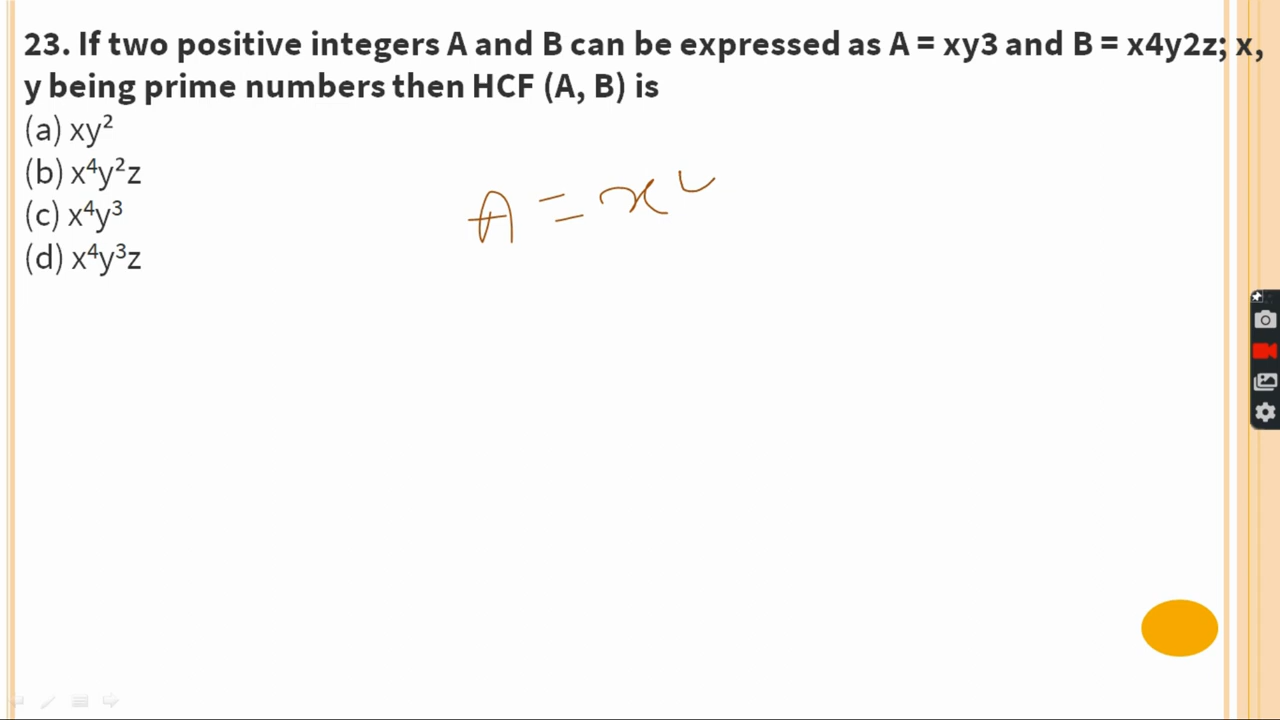 23. If two positive integers A and B can be expressed as A = xy3 and B = x4y2z; x,
y being prime numbers then HCF (A, B) is
(a) xy²
(b) x⁴y²z
(c) x⁴y³
(d) x⁴y³z
A = x